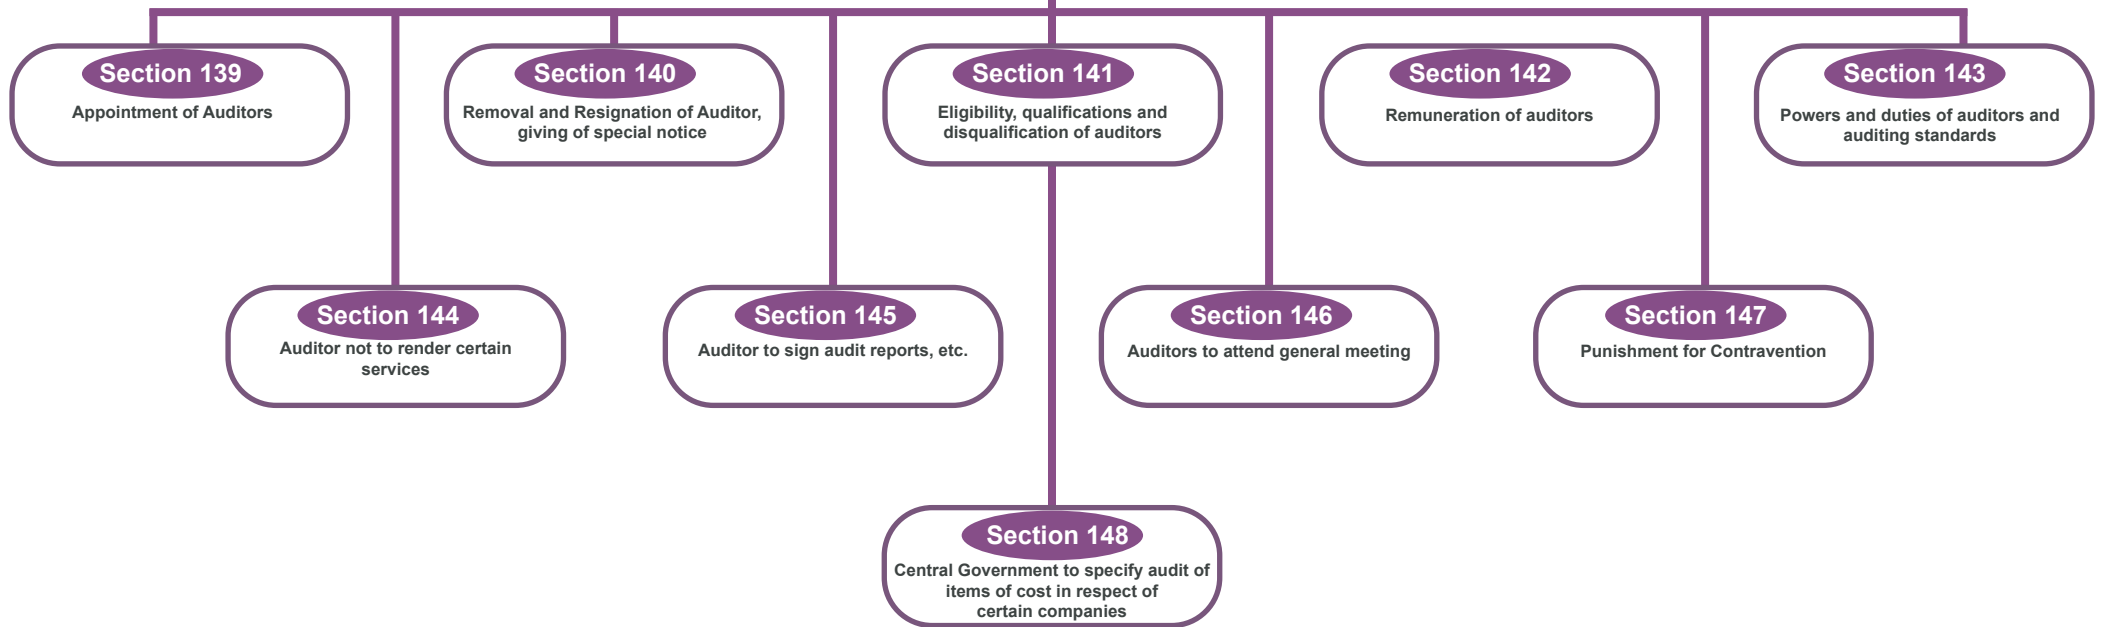 Section 139
Appointment of Auditors
Section 140
Removal and Resignation of Auditor,
giving of special notice
Section 141
Eligibility, qualifications and
disqualification of auditors
Section 142
Remuneration of auditors
Section 143
Powers and duties of auditors and
auditing standards
Section 144
Auditor not to render certain
services
Section 145
Auditor to sign audit reports, etc.
Section 146
Auditors to attend general meeting
Section 147
Punishment for Contravention
Section 148
Central Government to specify audit of
items of cost in respect of
certain companies